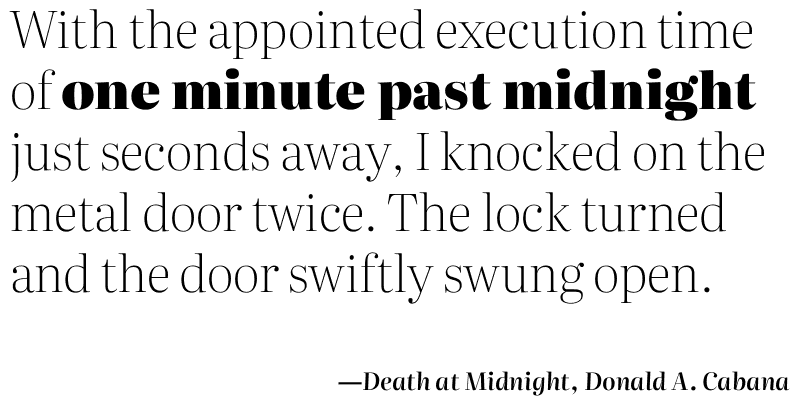 With the appointed execution time
of one minute past midnight
just seconds away, I knocked on the
metal door twice. The lock turned
and the door swiftly swung open.
—Death at Midnight, Donald A. Cabana